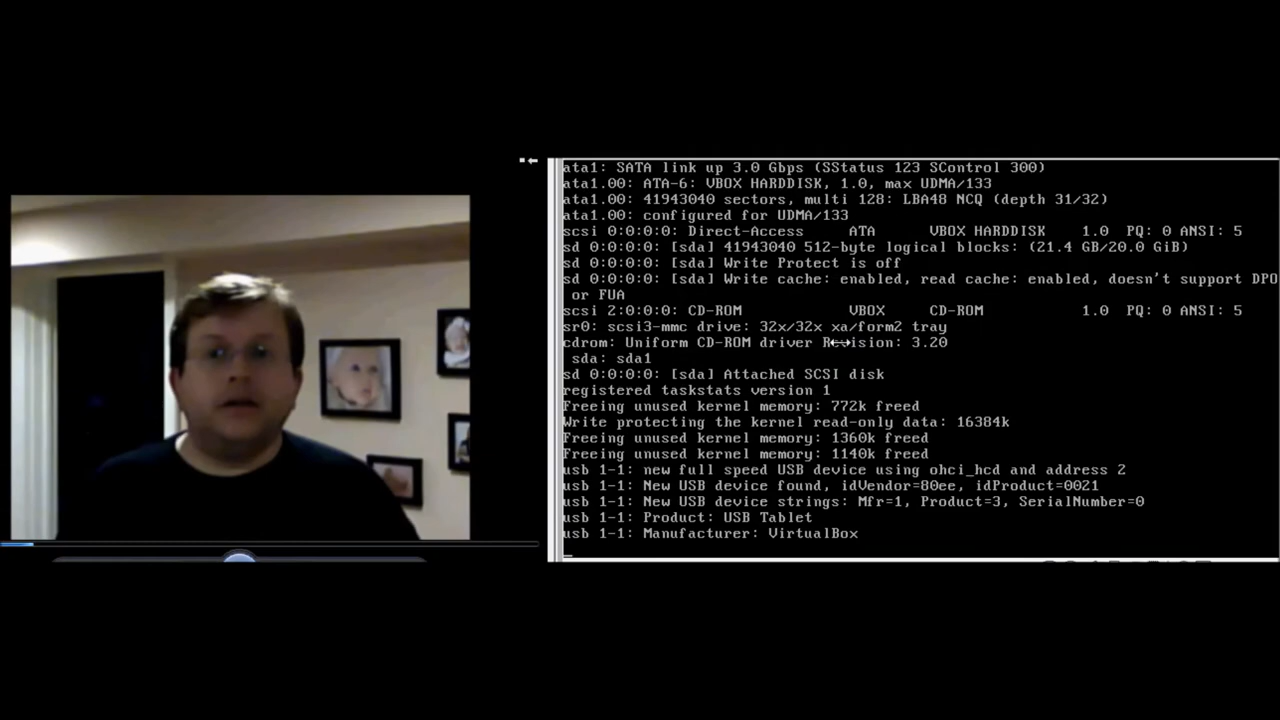 ata1: SATA link up 3.0 Gbps (SStatus 123 SControl 300)
ata1.00: ATA-6: VBOX HARDDISK, 1.0, max UDMA/133
ata1.00: 41943040 sectors, multi 128: LBA48 NCQ (depth 31/32)
ata1.00: configured for UDMA/133
scsi 0:0:0:0: Direct-Access     ATA      VBOX HARDDISK    1.0  PQ: 0 ANSI: 5
sd 0:0:0:0: [sda] 41943040 512-byte logical blocks: (21.4 GB/20.0 GiB)
sd 0:0:0:0: [sda] Write Protect is off
sd 0:0:0:0: [sda] Write cache: enabled, read cache: enabled, doesn't support DPO
 or FUA
scsi 2:0:0:0: CD-ROM            VBOX     CD-ROM           1.0  PQ: 0 ANSI: 5
sr0: scsi3-mmc drive: 32x/32x xa/form2 tray
cdrom: Uniform CD-ROM driver Revision: 3.20
 sda: sda1
sd 0:0:0:0: [sda] Attached SCSI disk
registered taskstats version 1
Freeing unused kernel memory: 772k freed
Write protecting the kernel read-only data: 16384k
Freeing unused kernel memory: 1360k freed
Freeing unused kernel memory: 1140k freed
usb 1-1: new full speed USB device using ohci_hcd and address 2
usb 1-1: New USB device found, idVendor=80ee, idProduct=0021
usb 1-1: New USB device strings: Mfr=1, Product=3, SerialNumber=0
usb 1-1: Product: USB Tablet
usb 1-1: Manufacturer: VirtualBox